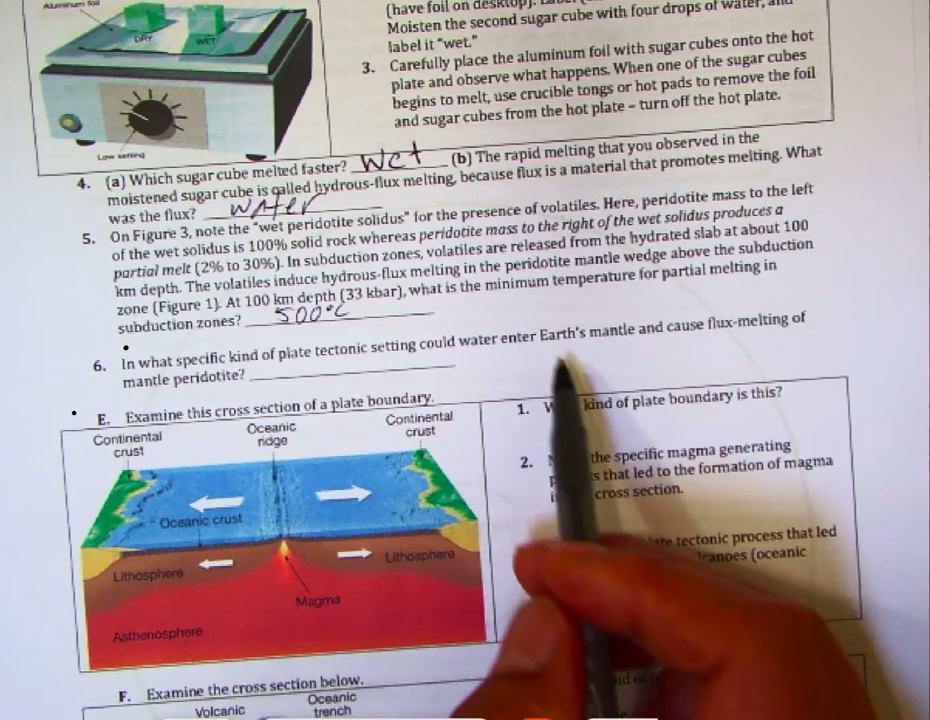 Aluminum foil
DRY
WET
Low setting
(have foil on desktop).
Moisten the second sugar cube with four drops of water, and
label it "wet."
3. Carefully place the aluminum foil with sugar cubes onto the hot
plate and observe what happens. When one of the sugar cubes
begins to melt, use crucible tongs or hot pads to remove the foil
and sugar cubes from the hot plate – turn off the hot plate.
4. (a) Which sugar cube melted faster? Wet (b) The rapid melting that you observed in the
moistened sugar cube is called hydrous-flux melting, because flux is a material that promotes melting. What
was the flux? water
5. On Figure 3, note the "wet peridotite solidus" for the presence of volatiles. Here, peridotite mass to the left
of the wet solidus is 100% solid rock whereas peridotite mass to the right of the wet solidus produces a
partial melt (2% to 30%). In subduction zones, volatiles are released from the hydrated slab at about 100
km depth. The volatiles induce hydrous-flux melting in the peridotite mantle wedge above the subduction
zone (Figure 1). At 100 km depth (33 kbar), what is the minimum temperature for partial melting in
subduction zones? 500°C
6. In what specific kind of plate tectonic setting could water enter Earth's mantle and cause flux-melting of
mantle peridotite?
E. Examine this cross section of a plate boundary.
Continental
crust
Oceanic
ridge
Continental
crust
Oceanic crust
Lithosphere
Lithosphere
Magma
Asthenosphere
1. kind of plate boundary is this?
2. the specific magma generating
that led to the formation of magma
cross section.
tectonic process that led
(oceanic
F. Examine the cross section below.
Volcanic
Oceanic
trench